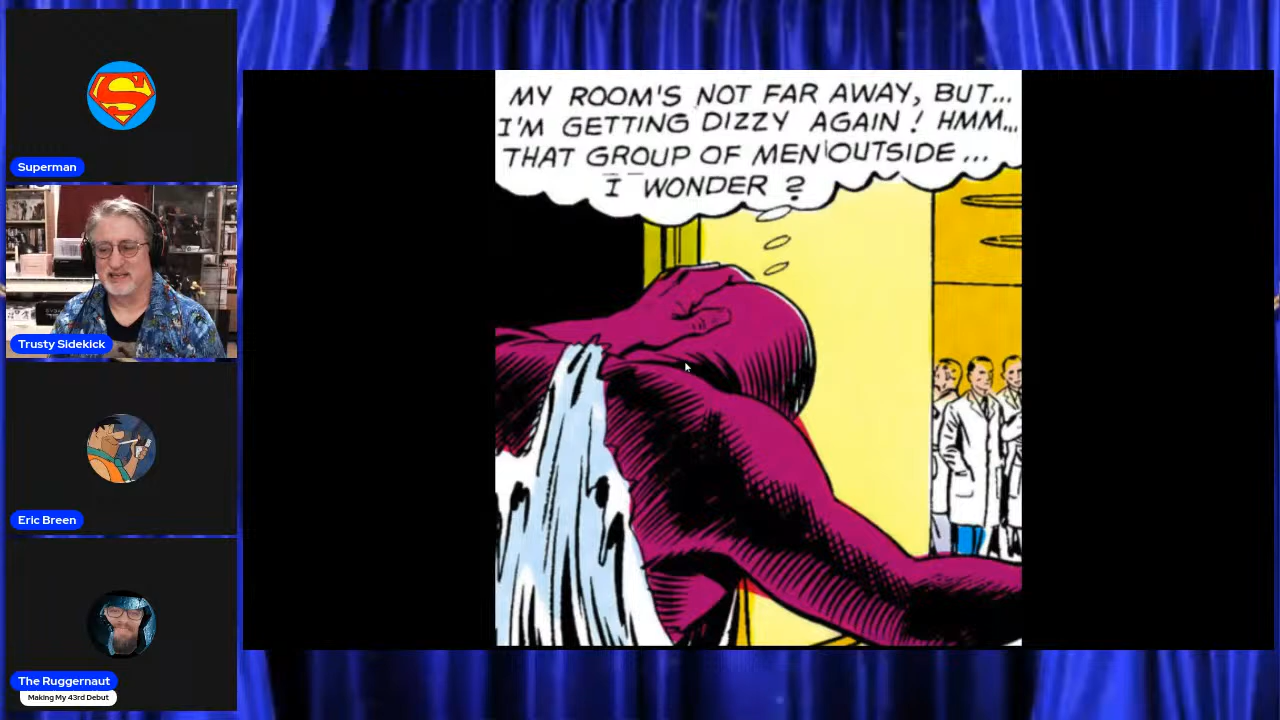 Superman
Trusty Sidekick
Eric Breen
The Ruggernaut
Making My 43rd Debut
MY ROOM'S NOT FAR AWAY, BUT...
I'M GETTING DIZZY AGAIN! HMM...
THAT GROUP OF MEN OUTSIDE...
I WONDER?